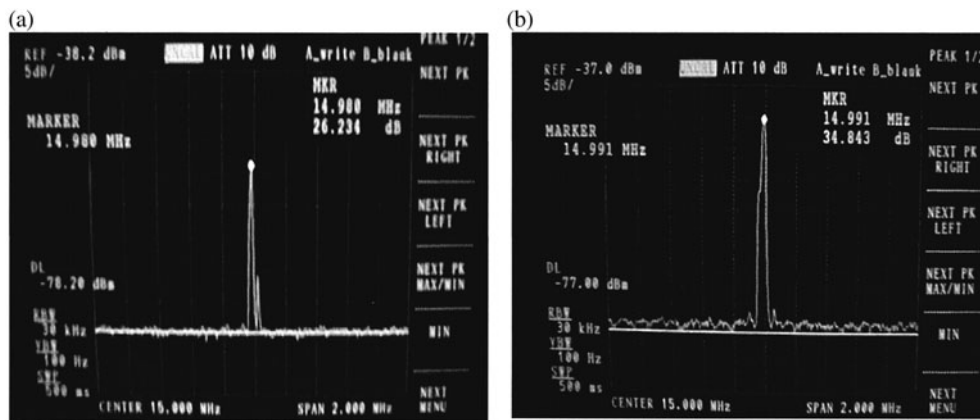 (a)
REF -38.2 dBm
5dB/
UNCAL ATT 10 dB
A_write B_blank
PEAK 1/2
MKR
14.980 MHz
26.234 dB
MARKER
14.980 MHz
DL
-78.20 dBm
RBW
30 kHz
VBW
100 Hz
SWP
500 ms
CENTER 15.000 MHz
SPAN 2.000 MHz
NEXT PK
NEXT PK
RIGHT
NEXT PK
LEFT
NEXT PK
MAX/MIN
MIN
NEXT
MENU
(b)
REF -37.0 dBm
5dB/
UNCAL ATT 10 dB
A_write B_blank
PEAK 1/2
MKR
14.991 MHz
34.843 dB
MARKER
14.991 MHz
DL
-77.00 dBm
RBW
30 kHz
VBW
100 Hz
SWP
500 ms
CENTER 15.000 MHz
SPAN 2.000 MHz
NEXT PK
NEXT PK
RIGHT
NEXT PK
LEFT
NEXT PK
MAX/MIN
MIN
NEXT
MENU